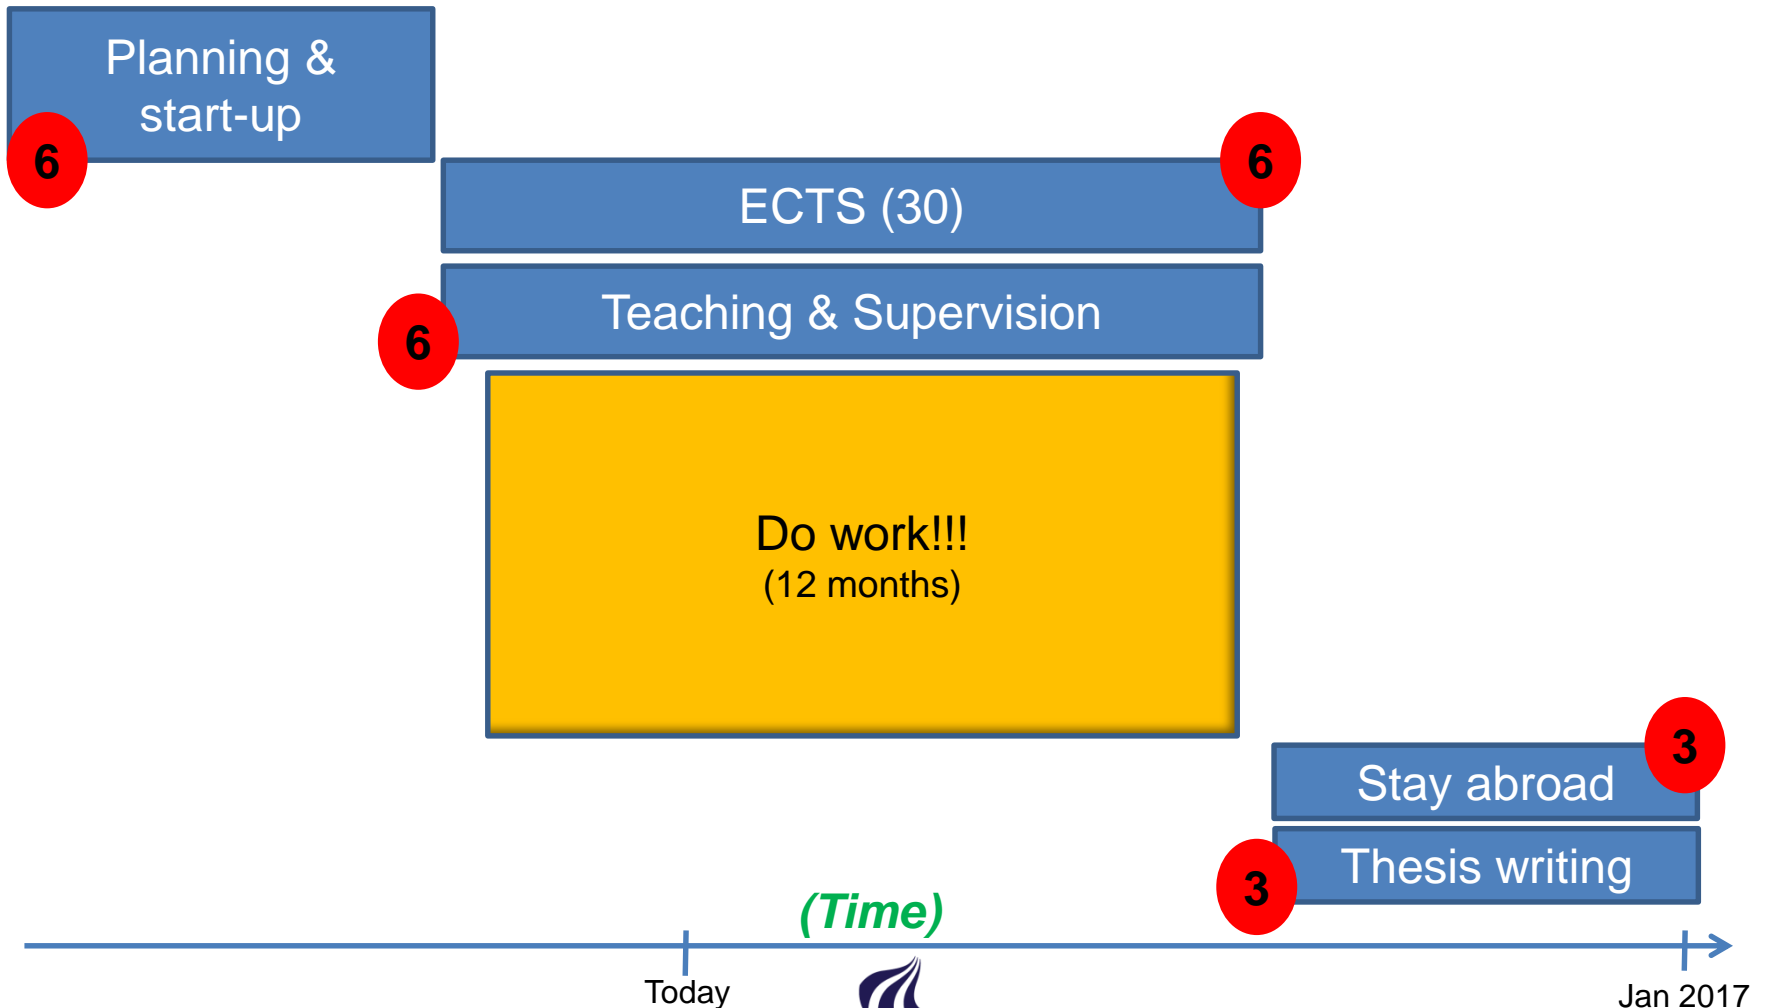 Planning &
start-up
6
6
ECTS (30)
6
Teaching & Supervision
Do work!!!
(12 months)
3
Stay abroad
3
Thesis writing
(Time)
Today
Jan 2017